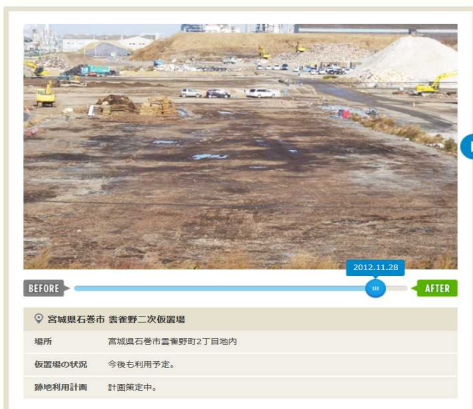 2012.11.28
BEFORE
AFTER
宮城県石巻市 雲雀野二次仮置場
場所 宮城県石巻市雲雀野町2丁目地内
仮置場の状況 今後も利用予定。
跡地利用計画 計画策定中。